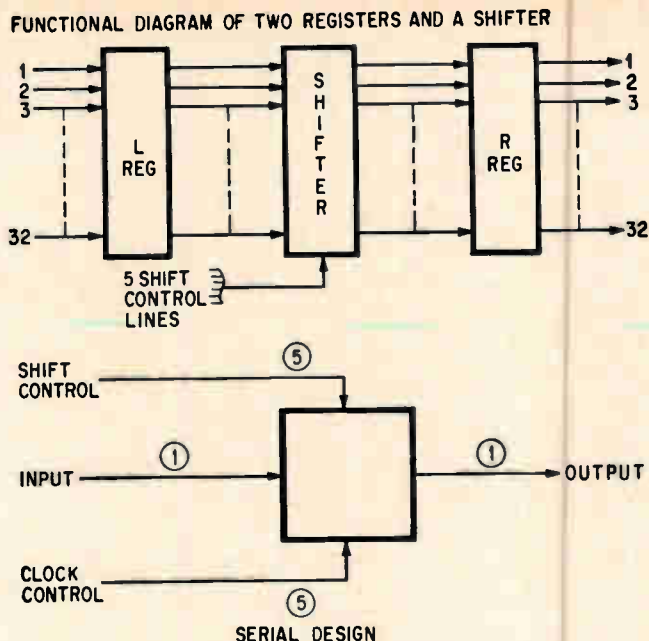 FUNCTIONAL DIAGRAM OF TWO REGISTERS AND A SHIFTER
1
2
3
32
L
REG
S
H
I
F
T
E
R
R
REG
1
2
3
32
5 SHIFT
CONTROL
LINES
SHIFT
CONTROL
5
INPUT
1
1
OUTPUT
CLOCK
CONTROL
5
SERIAL DESIGN